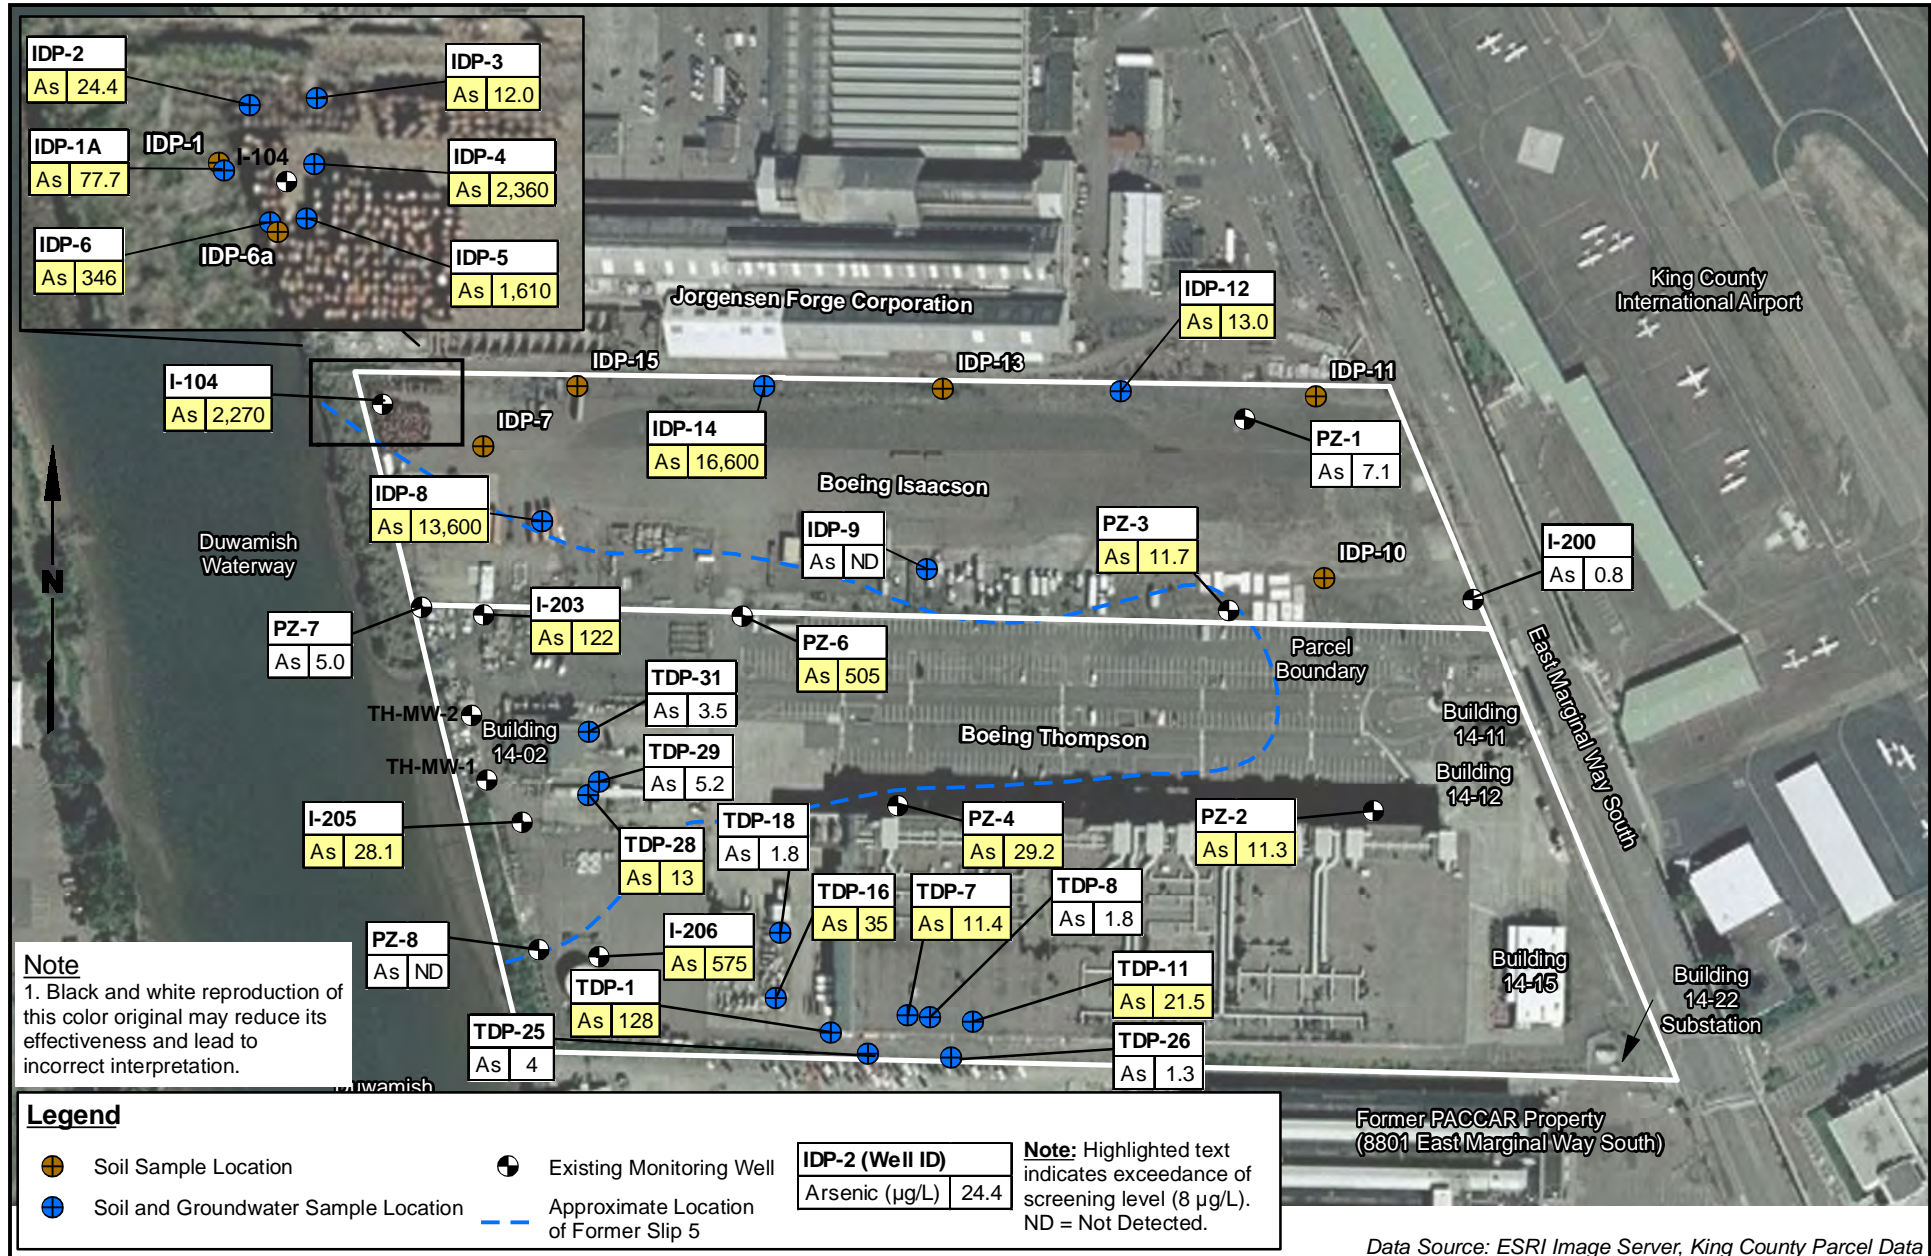 IDP-2
As 24.4
IDP-3
As 12.0
IDP-1A
As 77.7
IDP-1
I-104
IDP-4
As 2,360
IDP-6
As 346
IDP-6a
IDP-5
As 1,610
King County
International Airport
Jorgensen Forge Corporation
IDP-12
As 13.0
IDP-15
IDP-13
IDP-11
I-104
As 2,270
IDP-7
IDP-14
As 16,600
PZ-1
As 7.1
Boeing Isaacson
IDP-8
As 13,600
IDP-9
As ND
PZ-3
As 11.7
IDP-10
I-200
As 0.8
Duwamish
Waterway
N
PZ-7
As 5.0
I-203
As 122
PZ-6
As 505
Parcel
Boundary
East Marginal Way South
TDP-31
As 3.5
TH-MW-2
Building
14-02
Boeing Thompson
Building
14-11
TDP-29
As 5.2
TH-MW-1
Building
14-12
I-205
As 28.1
TDP-28
As 13
TDP-18
As 1.8
PZ-4
As 29.2
PZ-2
As 11.3
TDP-16
As 35
TDP-7
As 11.4
TDP-8
As 1.8
PZ-8
As ND
I-206
As 575
TDP-1
As 128
TDP-11
As 21.5
Building
14-15
Building
14-22
Substation
TDP-25
As 4
TDP-26
As 1.3
Note
1. Black and white reproduction of
this color original may reduce its
effectiveness and lead to
incorrect interpretation.
Duwamish
Former PACCAR Property
(8801 East Marginal Way South)
Legend
Soil Sample Location
Soil and Groundwater Sample Location
Existing Monitoring Well
Approximate Location
of Former Slip 5
IDP-2 (Well ID)
Arsenic (µg/L) 24.4
Note: Highlighted text
indicates exceedance of
screening level (8 µg/L).
ND = Not Detected.
Data Source: ESRI Image Server, King County Parcel Data